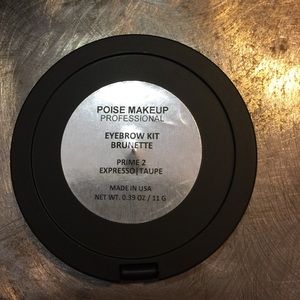 POISE MAKEUP
PROFESSIONAL
EYEBROW KIT
BRUNETTE
PRIME 2
EXPRESSO|TAUPE
MADE IN USA
NET WT. 0.39 OZ / 11 G